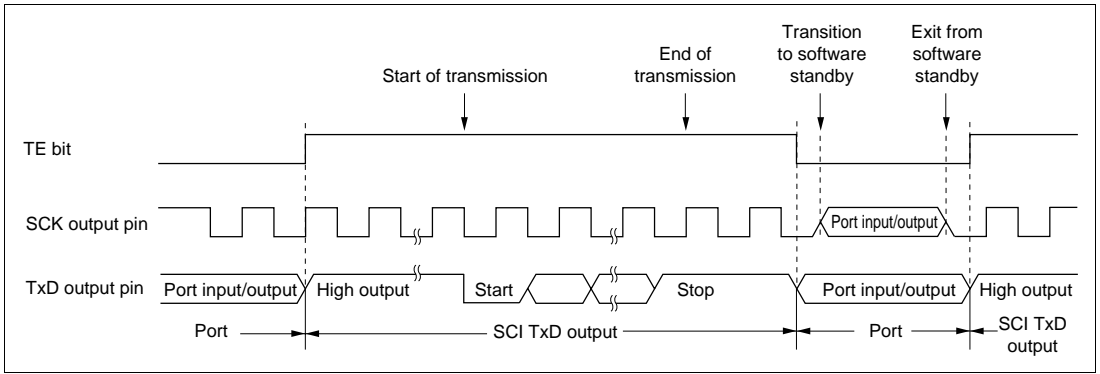 Transition
to software
standby
Exit from
software
standby
End of
transmission
Start of transmission
TE bit
SCK output pin
Port input/output
TxD output pin
Port input/output
High output
Start
Stop
Port input/output
High output
Port
SCI TxD output
Port
SCI TxD
output